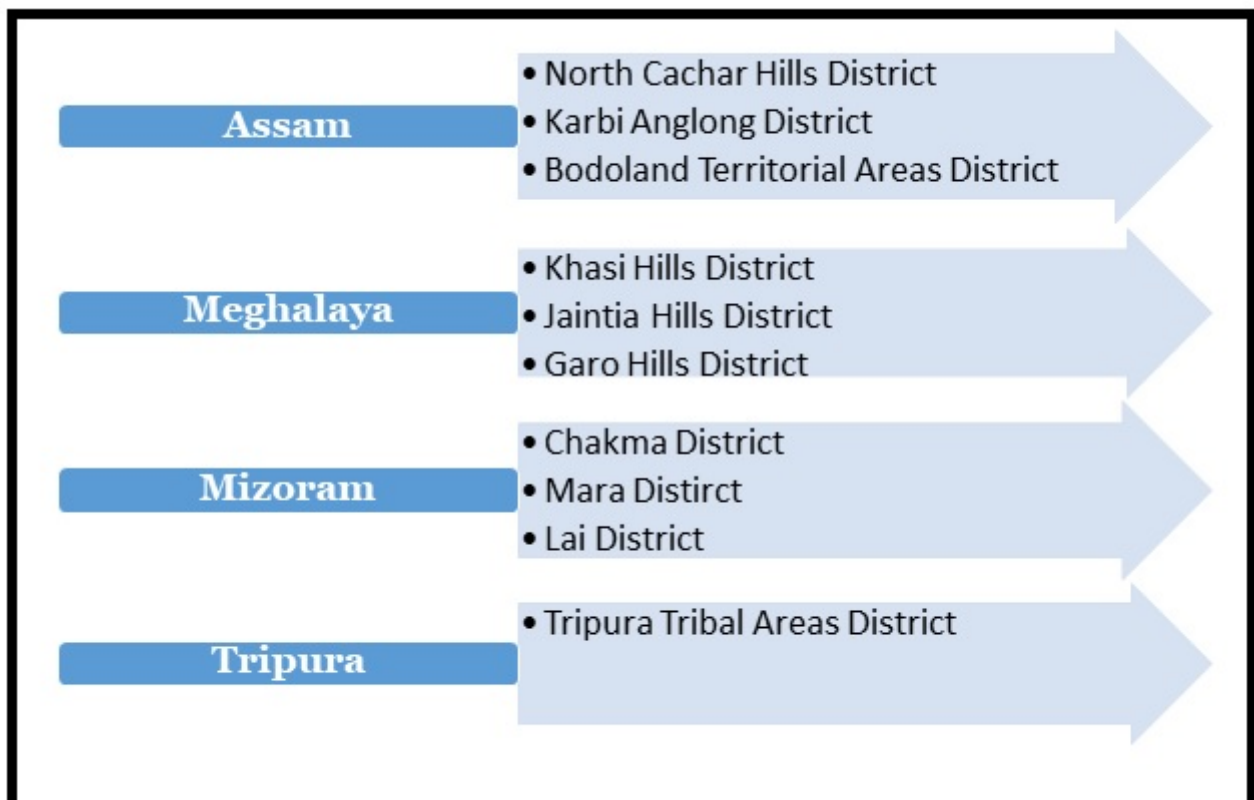 Assam
• North Cachar Hills District
• Karbi Anglong District
• Bodoland Territorial Areas District
Meghalaya
• Khasi Hills District
• Jaintia Hills District
• Garo Hills District
Mizoram
• Chakma District
• Mara Distirct
• Lai District
Tripura
• Tripura Tribal Areas District